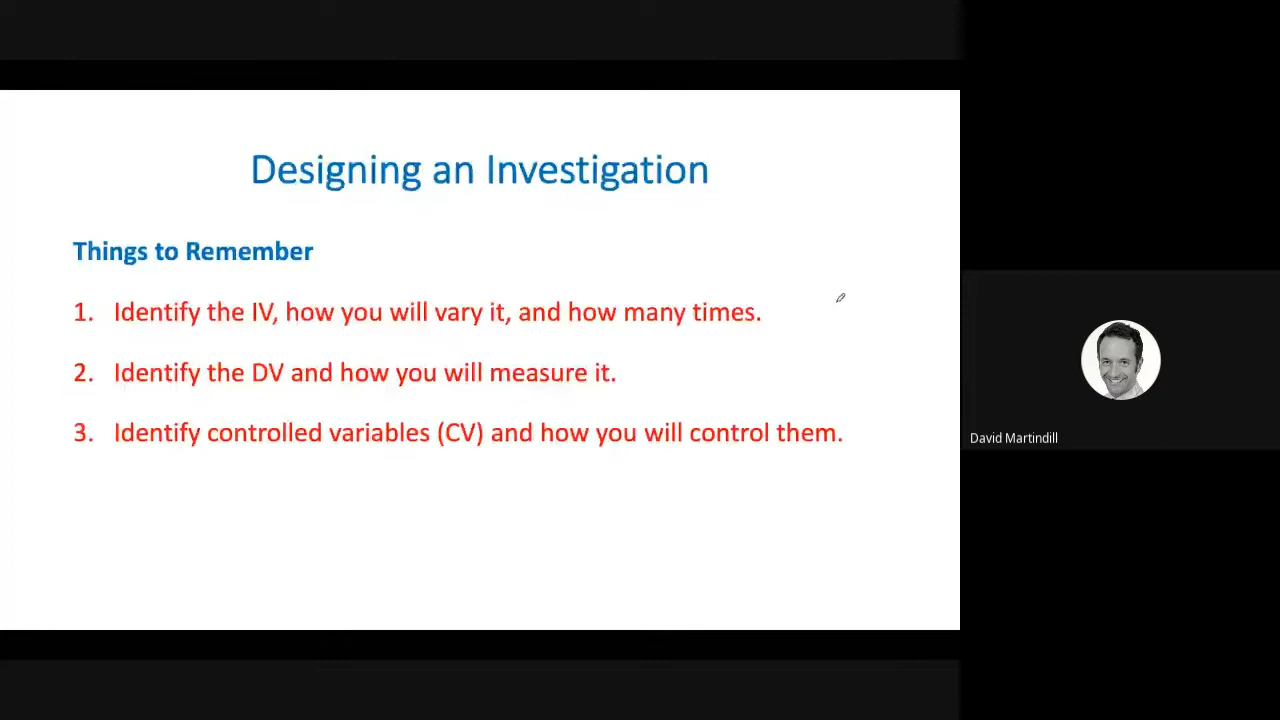 Designing an Investigation
Things to Remember
1. Identify the IV, how you will vary it, and how many times.
2. Identify the DV and how you will measure it.
3. Identify controlled variables (CV) and how you will control them.
David Martindill